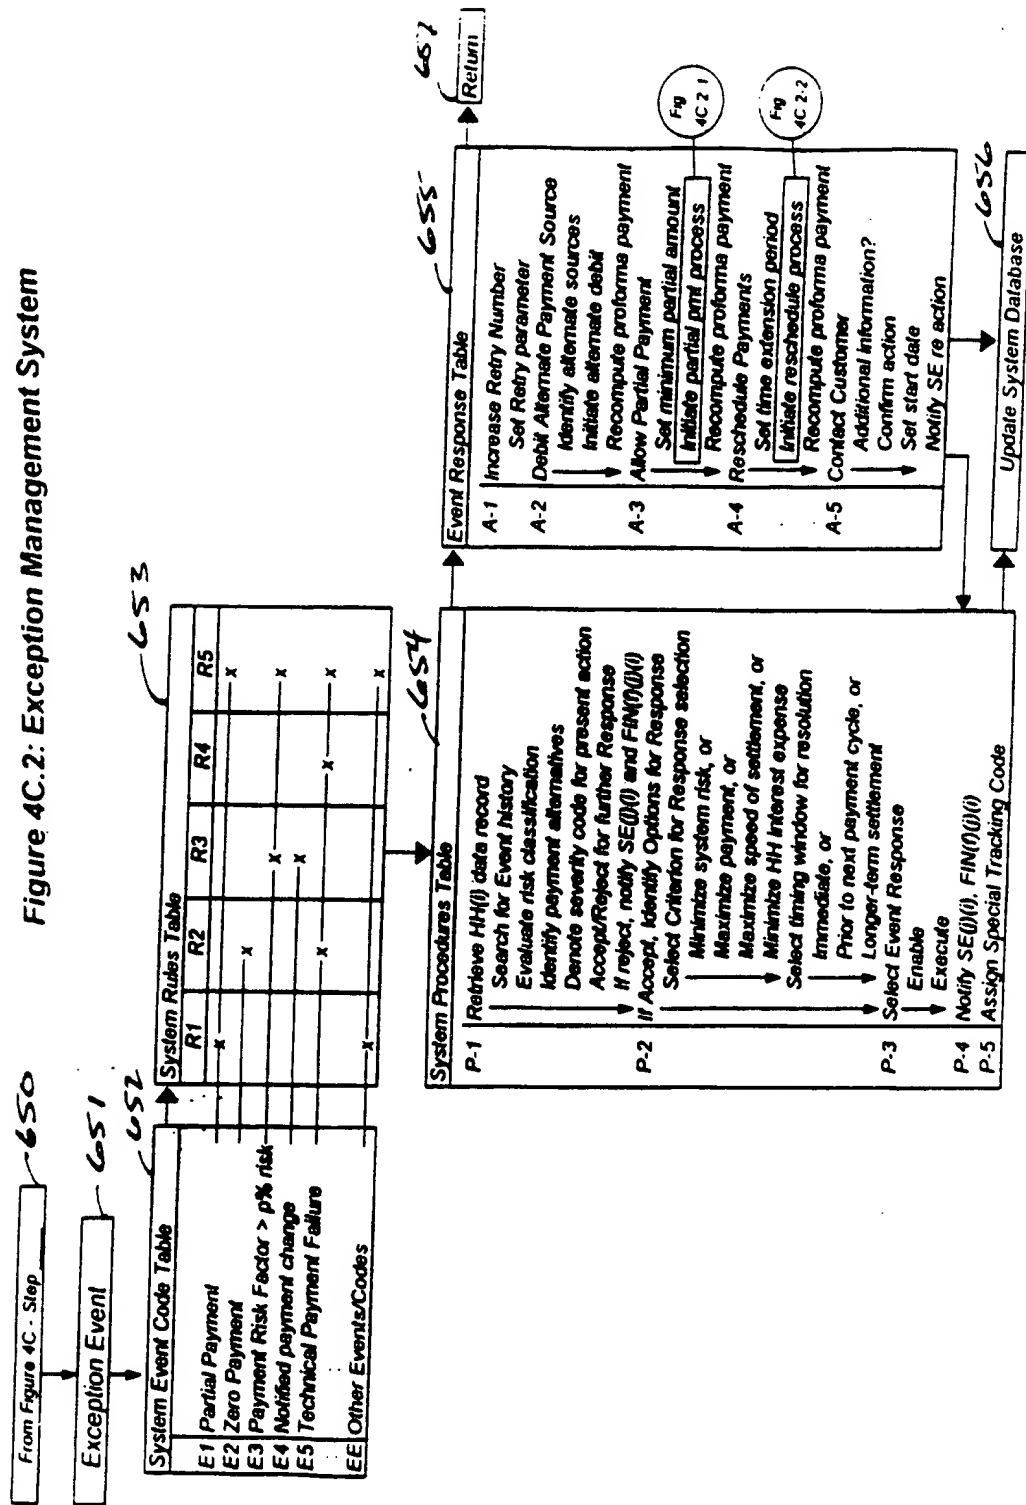 Figure 4C.2: Exception Management System
From Figure 4C - Step
650
Exception Event
651
652
System Event Code Table
E1 Partial Payment
E2 Zero Payment
E3 Payment Risk Factor > p% risk
E4 Notified payment change
E5 Technical Payment Failure
EE Other Events/Codes
653
System Rules Table
R1 R2 R3 R4 R5
x x
x
x x
x
x x x
x x
654
System Procedures Table
P-1 Retrieve HH(i) data record
Search for Event history
Evaluate risk classification
Identify payment alternatives
Denote severity code for present action
Accept/Reject for further Response
If reject, notify SE(j)(i) and FIN(f)(j)(i)
P-2 If Accept, Identify Options for Response
Select Criterion for Response selection
Minimize system risk, or
Maximize payment, or
Maximize speed of settlement, or
Minimize HH interest expense
Select timing window for resolution
Immediate, or
Prior to next payment cycle, or
Longer-term settlement
P-3 Select Event Response
Enable
Execute
P-4 Notify SE(j)(i), FIN(f)(j)(i)
P-5 Assign Special Tracking Code
655
Event Response Table
A-1 Increase Retry Number
Set Retry parameter
A-2 Debit Alternate Payment Source
Identify alternate sources
Initiate alternate debit
Recompute proforma payment
A-3 Allow Partial Payment
Set minimum partial amount
Initiate partial pmt process
Recompute proforma payment
A-4 Reschedule Payments
Set time extension period
Initiate reschedule process
Recompute proforma payment
A-5 Contact Customer
Additional information?
Confirm action
Set start date
Notify SE re action
Fig
4C 2 1
Fig
4C 2-2
657
Return
656
Update System Database